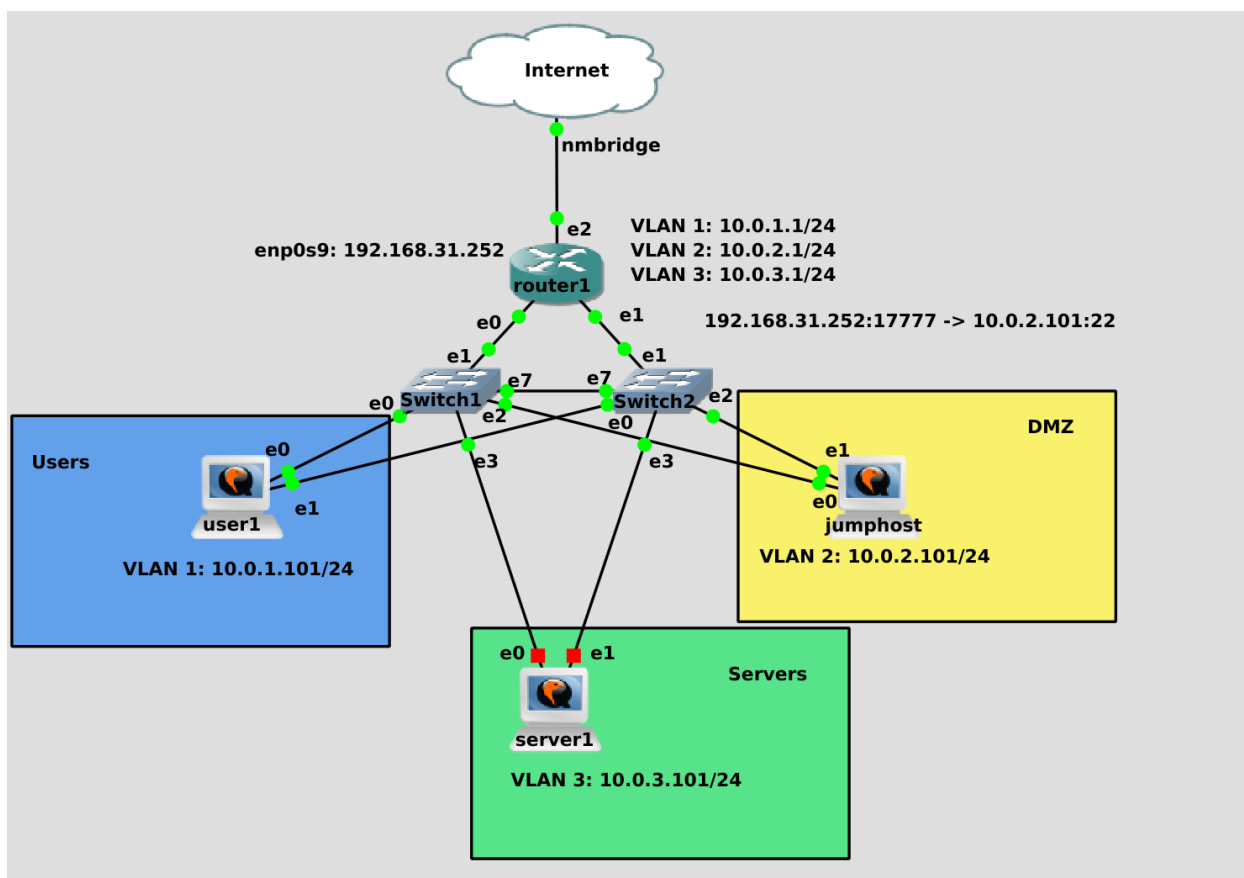 Internet
nmbridge
e2
VLAN 1: 10.0.1.1/24
enp0s9: 192.168.31.252
VLAN 2: 10.0.2.1/24
VLAN 3: 10.0.3.1/24
router1
e0
e1
192.168.31.252:17777 -> 10.0.2.101:22
e1
e1
e7
e7
e0
Switch1
Switch2
e2
e2
e0
Users
DMZ
e0
e3
e3
e1
e1
e0
user1
jumphost
VLAN 1: 10.0.1.101/24
VLAN 2: 10.0.2.101/24
e0
e1
Servers
server1
VLAN 3: 10.0.3.101/24